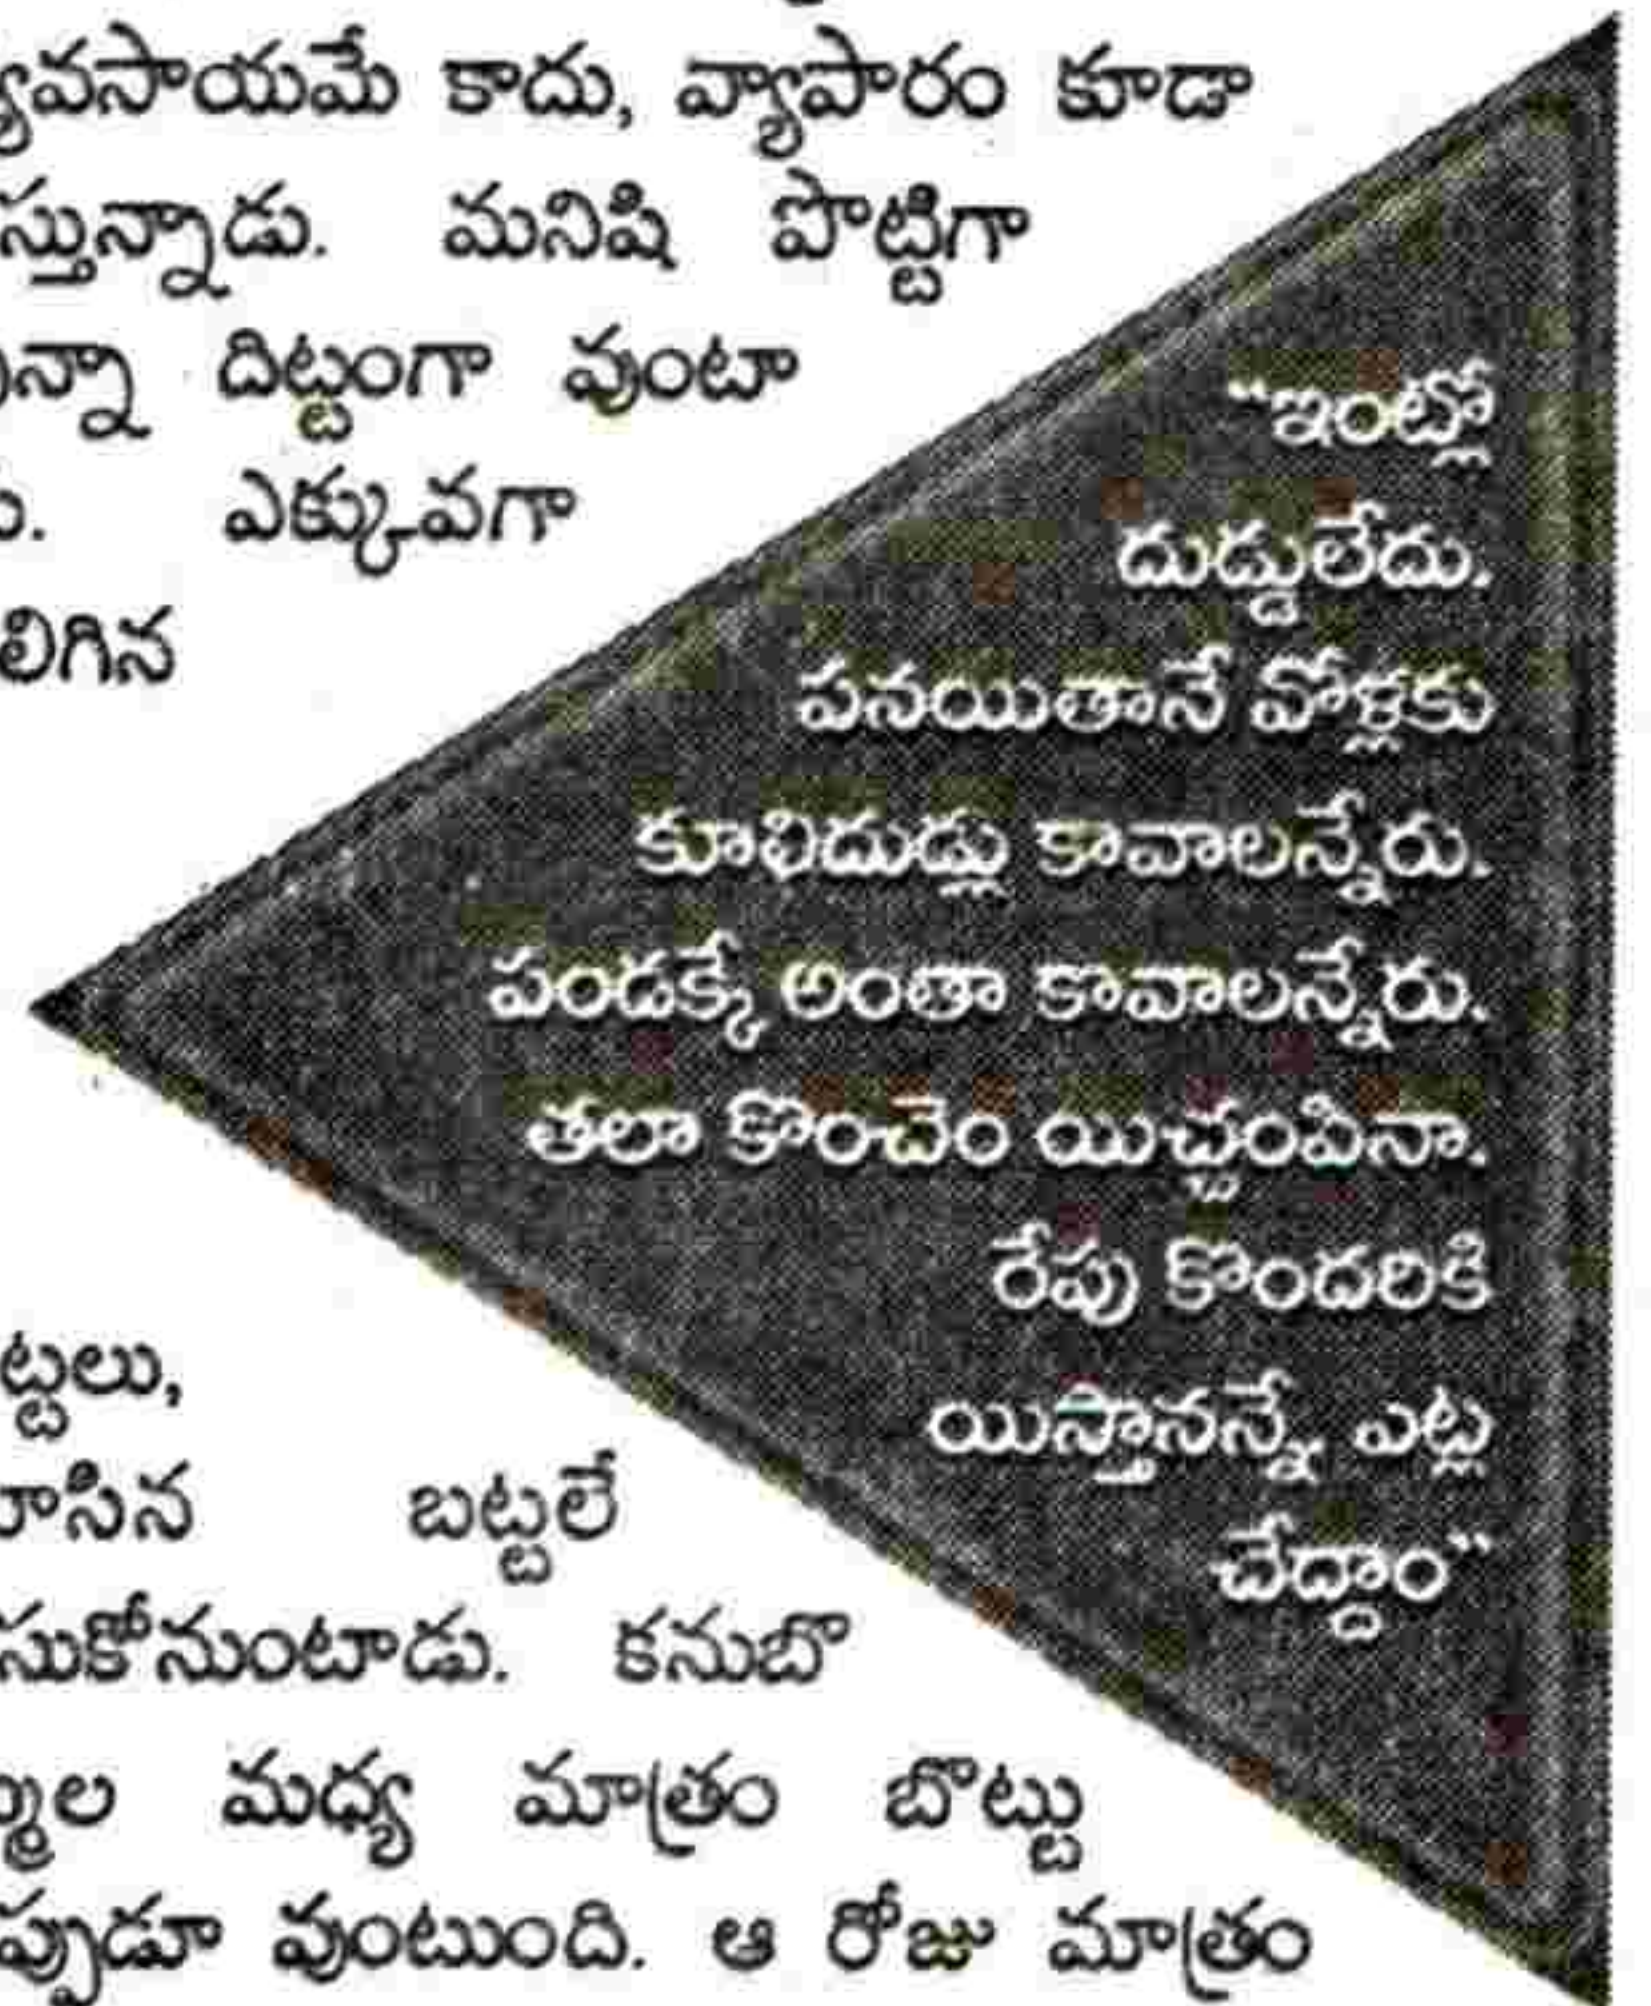 వ్యవసాయమే కాదు, వ్యాపారం కూడా
స్తున్నాడు. మనిషి పొట్టిగా
న్నా దిట్టంగా వుంటా
ఎక్కువగా
లిగిన
ట్టలు,
సిన బట్టలే
సుకోనుంటాడు. కనుబొ
మ్మల మధ్య మాత్రం బొట్టు
ప్పుడూ వుంటుంది. ఆ రోజు మాత్రం
“ఇంట్లో
దుడ్డులేదు.
పనయితానే వోళ్లకు
కూళిదుడ్లు కావాలన్నేరు.
పండక్కే అంతా కావాలన్నేరు.
తలా కొంచెం యిచ్చంపినా.
రేపు కొందరికి
యిస్తానన్నే. ఎట్ల
చేద్దాం”